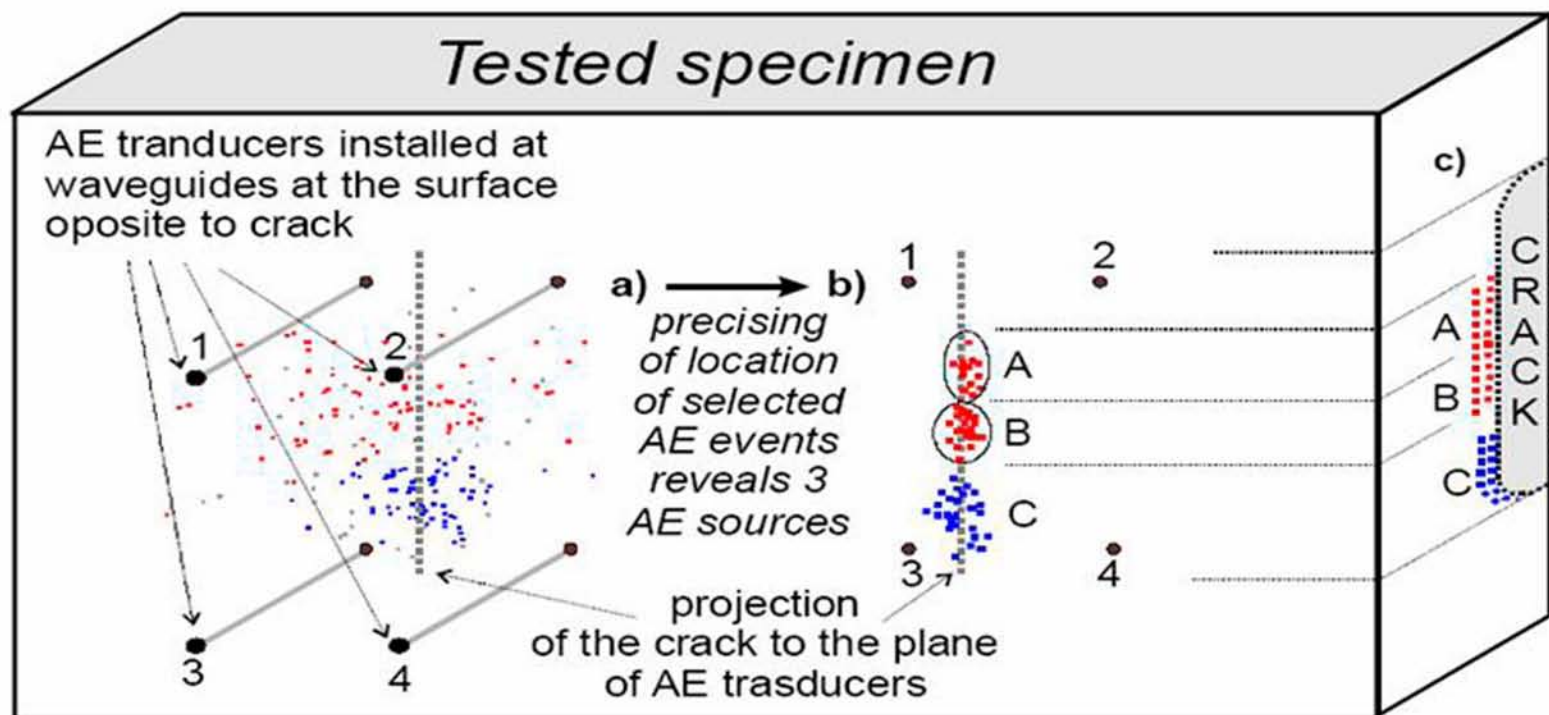 Tested specimen
AE tranducers installed at
waveguides at the surface
oposite to crack
1
2
3
4
a)
b)
precising
of location
of selected
AE events
reveals 3
AE sources
1
2
A
B
C
3
4
projection
of the crack to the plane
of AE trasducers
c)
A
B
C
CRACK